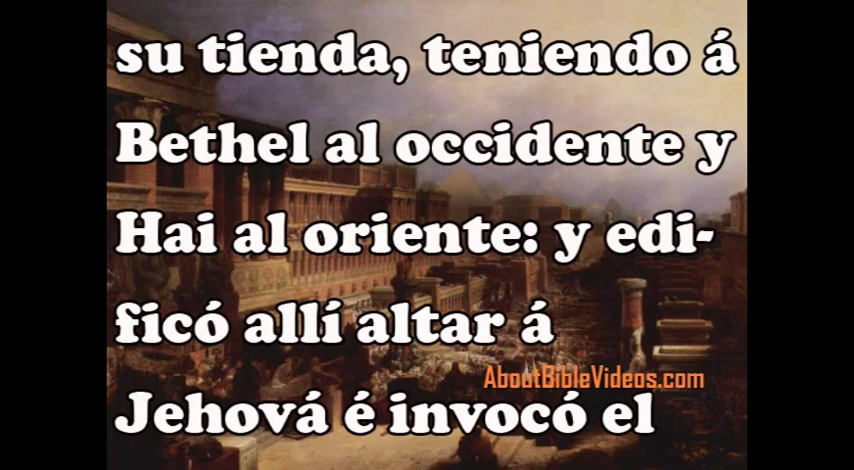 su tienda, teniendo á
Bethel al occidente y
Hai al oriente: y edi-
ficó allí altar á
AboutBibleVideos.com
Jehová é invocó el